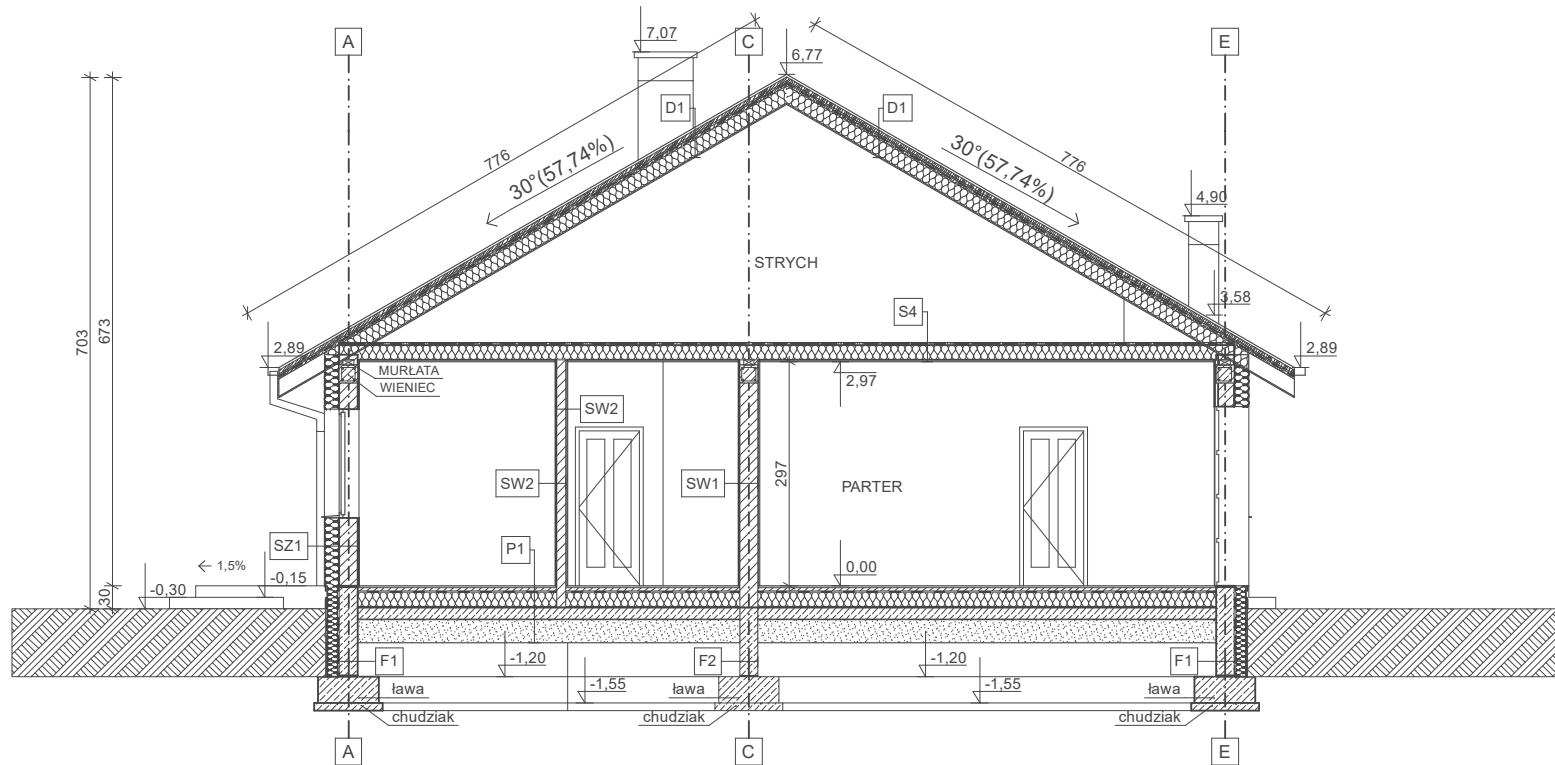 A
7,07
C
6,77
E
D1
D1
776
30°(57,74%)
30°(57,74%)
776
4,90
STRYCH
3,58
S4
703
673
2,89
2,89
MURŁATA
WIENIEC
2,97
SW2
297
SW2
SW1
PARTER
SZ1
P1
1,5%
0,00
-0,15
-0,30
30
F1
-1,20
F2
-1,20
F1
ława
-1,55
ława
-1,55
ława
chudziak
chudziak
chudziak
A
C
E